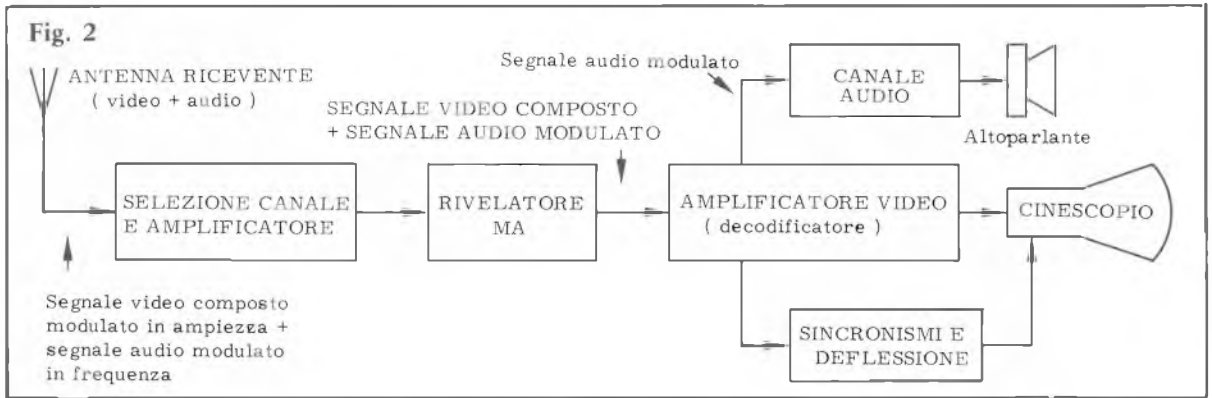 Fig. 2
ANTENNA RICEVENTE
( video + audio )
Segnale audio modulato
CANALE
AUDIO
Altoparlante
SEGNALE VIDEO COMPOSTO
+ SEGNALE AUDIO MODULATO
SELEZIONE CANALE
E AMPLIFICATORE
RIVELATORE
MA
AMPLIFICATORE VIDEO
( decodificatore )
CINESCOPIO
Segnale video composto
modulato in ampiezza +
segnale audio modulato
in frequenza
SINCRONISMI E
DEFLESSIONE